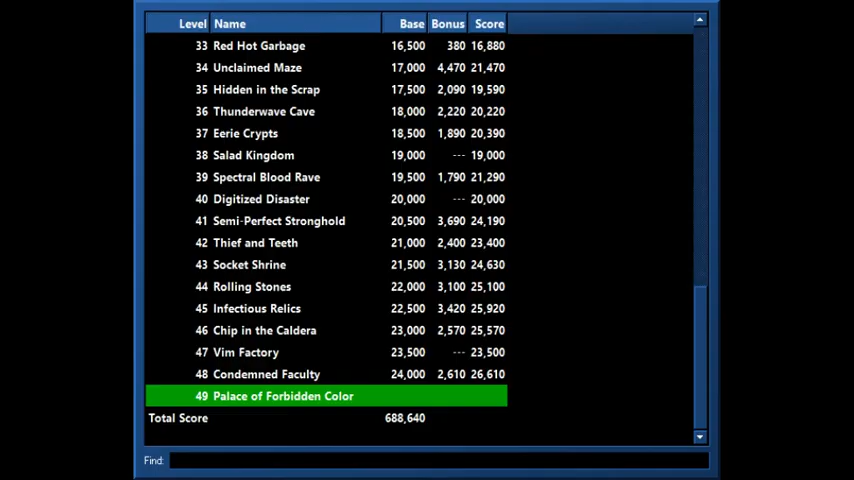 Level Name Base Bonus Score
33 Red Hot Garbage 16,500 380 16,880
34 Unclaimed Maze 17,000 4,470 21,470
35 Hidden in the Scrap 17,500 2,090 19,590
36 Thunderwave Cave 18,000 2,220 20,220
37 Eerie Crypts 18,500 1,890 20,390
38 Salad Kingdom 19,000 --- 19,000
39 Spectral Blood Rave 19,500 1,790 21,290
40 Digitized Disaster 20,000 --- 20,000
41 Semi-Perfect Stronghold 20,500 3,690 24,190
42 Thief and Teeth 21,000 2,400 23,400
43 Socket Shrine 21,500 3,130 24,630
44 Rolling Stones 22,000 3,100 25,100
45 Infectious Relics 22,500 3,420 25,920
46 Chip in the Caldera 23,000 2,570 25,570
47 Vim Factory 23,500 --- 23,500
48 Condemned Faculty 24,000 2,610 26,610
49 Palace of Forbidden Color
Total Score 688,640
Find: